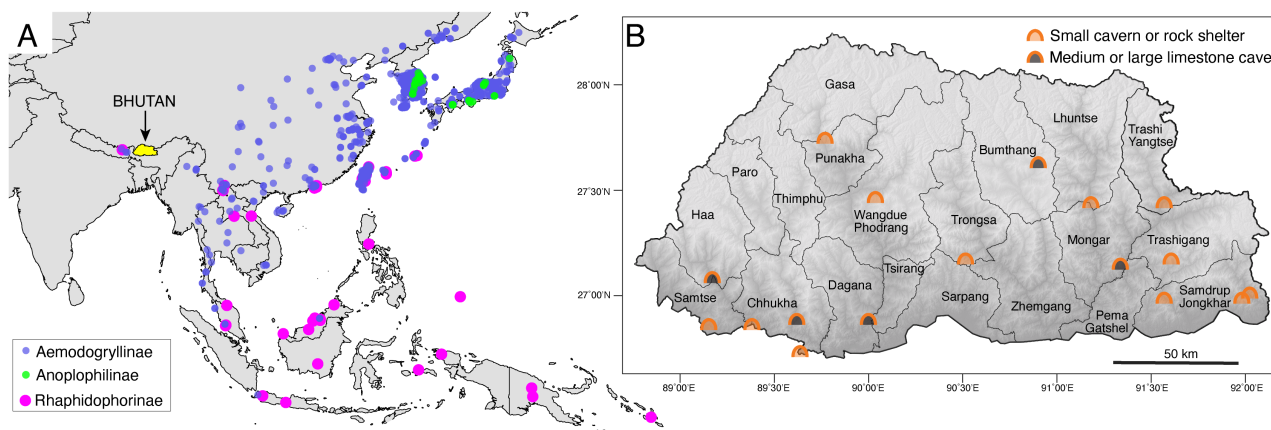 A
BHUTAN
Aemodogryllinae
Anoplophilinae
Rhaphidophorinae
B
Small cavern or rock shelter
Medium or large limestone cave
28°00'N
27°30'N
27°00'N
Gasa
Lhuntse
Trashi
Yangtse
Bumthang
Punakha
Paro
Thimphu
Haa
Wangdue
Phodrang
Trongsa
Mongar
Trashigang
Tsirang
Dagana
Samtse
Chhukha
Sarpang
Zhemgang
Pema
Gatshel
Samdrup
Jongkhar
50 km
89°00'E
89°30'E
90°00'E
90°30'E
91°00'E
91°30'E
92°00'E